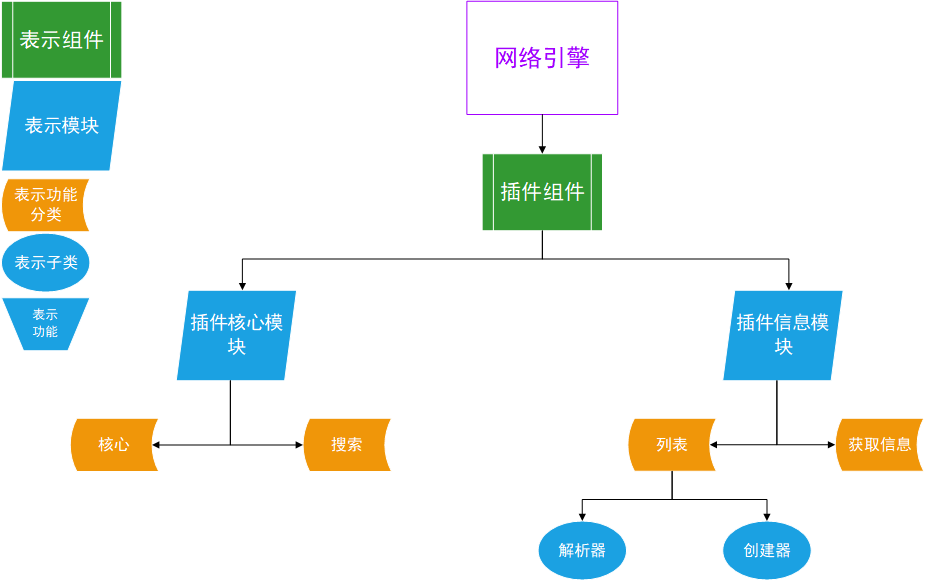 表示组件
表示模块
表示功能
分类
表示子类
表示
功能
网络引擎
插件组件
插件核心模
块
插件信息模
块
核心
搜索
列表
获取信息
解析器
创建器